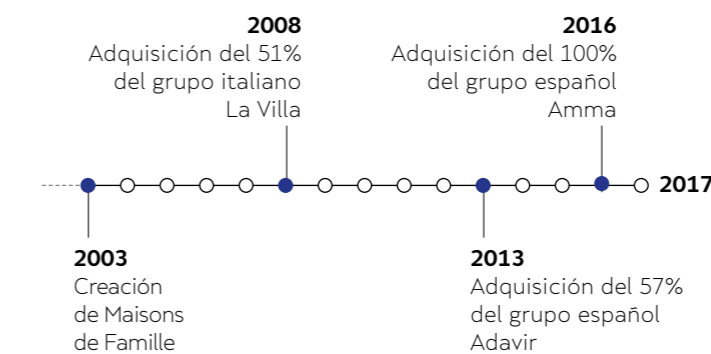 2008
Adquisición del 51%
del grupo italiano
La Villa
2016
Adquisición del 100%
del grupo español
Amma
2017
2003
Creación
de Maisons
de Famille
2013
Adquisición del 57%
del grupo español
Adavir